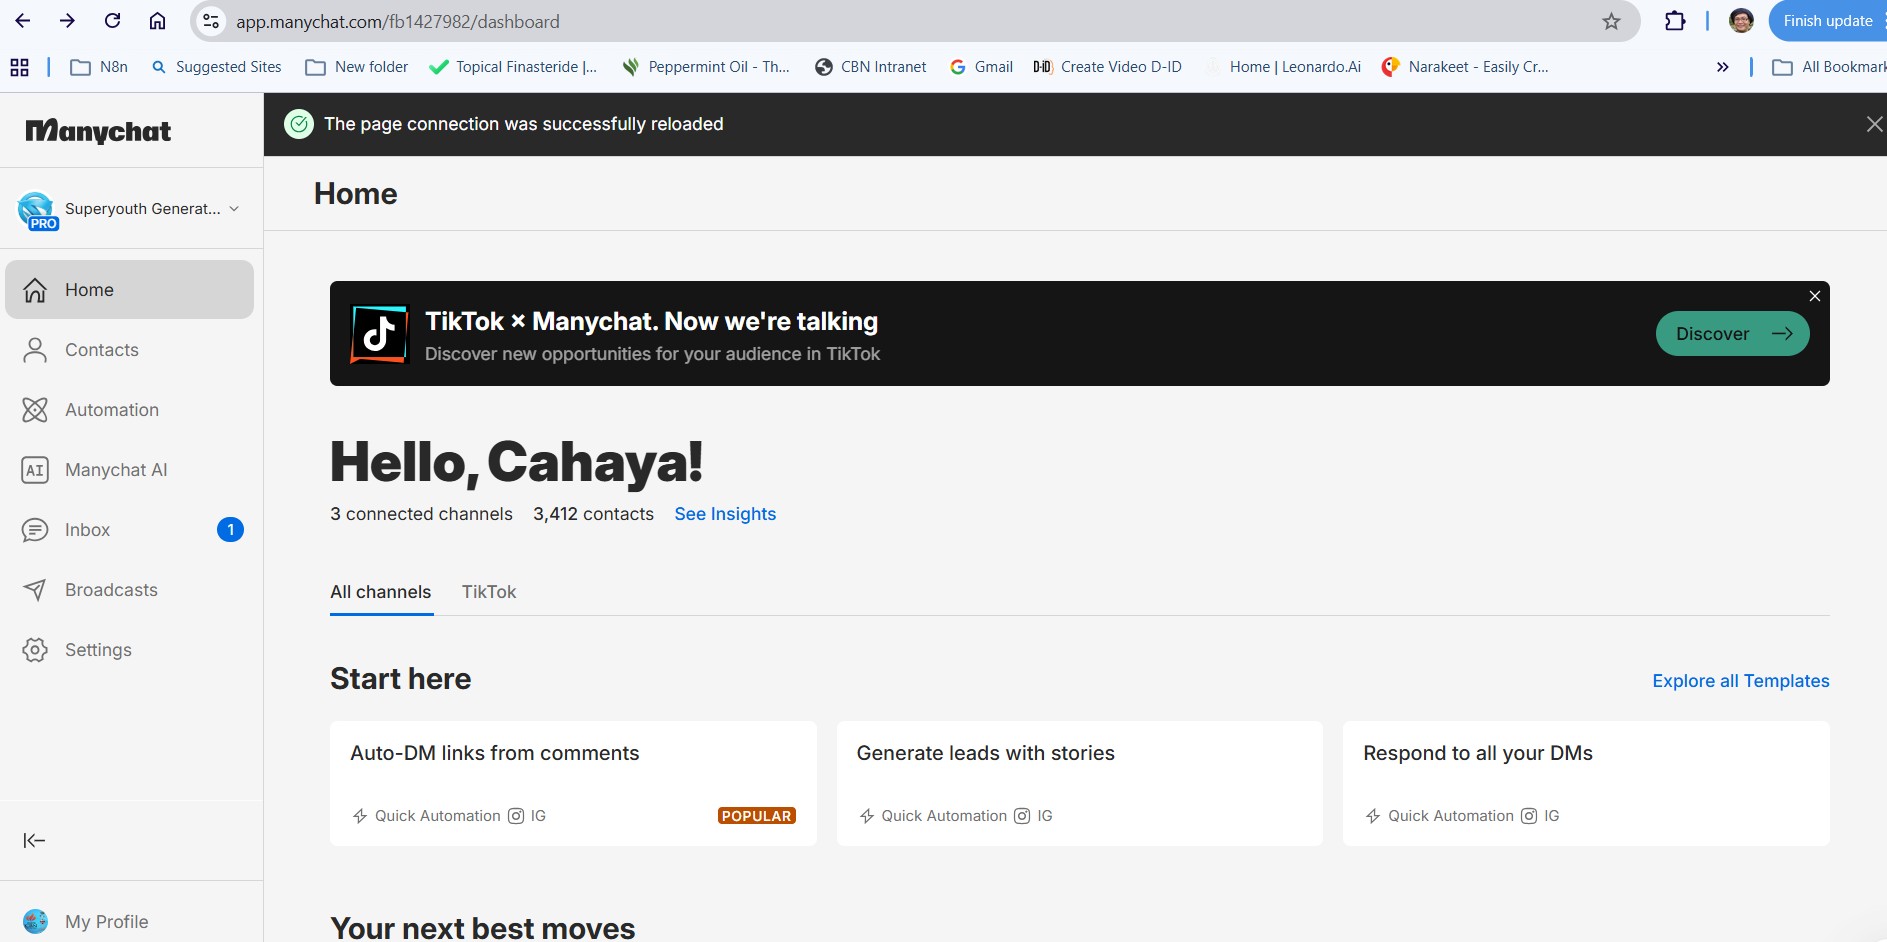 app.manychat.com/fb1427982/dashboard
Finish update
N8n
Suggested Sites
New folder
Topical Finasteride |...
Peppermint Oil - Th...
CBN Intranet
Gmail
D-iD Create Video D-ID
Home | Leonardo.Ai
Narakeet - Easily Cr...
»
All Bookmark
Manychat
The page connection was successfully reloaded
Superyouth Generat...
PRO
Home
Home
Contacts
Automation
AI Manychat AI
Inbox 1
Broadcasts
Settings
My Profile
TikTok × Manychat. Now we're talking
Discover new opportunities for your audience in TikTok
Discover
Hello, Cahaya!
3 connected channels 3,412 contacts See Insights
All channels TikTok
Start here
Explore all Templates
Auto-DM links from comments
Quick Automation IG POPULAR
Generate leads with stories
Quick Automation IG
Respond to all your DMs
Quick Automation IG
Your next best moves